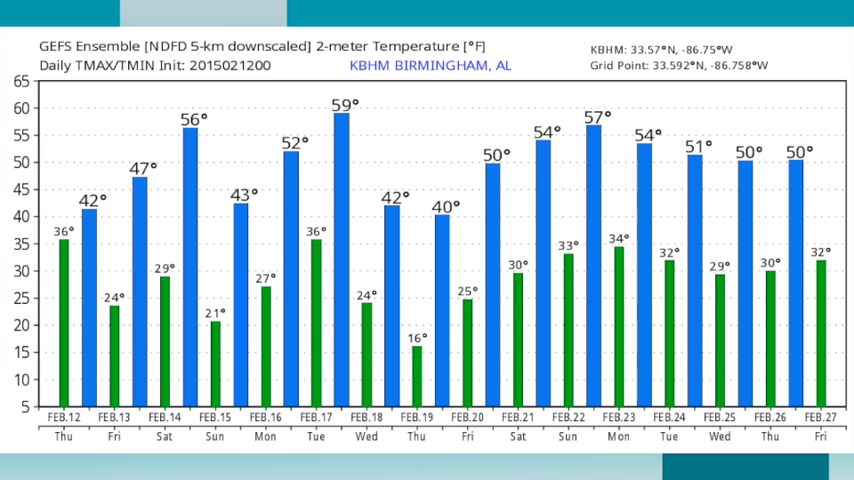 GEFS Ensemble [NDFD 5-km downscaled] 2-meter Temperature [°F]
KBHM: 33.57°N, -86.75°W
Daily TMAX/TMIN Init: 2015021200 KBHM BIRMINGHAM, AL
Grid Point: 33.592°N, -86.758°W
65
60
55
50
45
40
35
30
25
20
15
10
5
36° 42° 24° 47° 29° 56° 21° 43° 27° 52° 36° 59° 24° 42° 16° 40° 25° 50° 30° 54° 33° 57° 34° 54° 32° 51° 29° 50° 30° 50° 32°
FEB.12 FEB.13 FEB.14 FEB.15 FEB.16 FEB.17 FEB.18 FEB.19 FEB.20 FEB.21 FEB.22 FEB.23 FEB.24 FEB.25 FEB.26 FEB.27
Thu Fri Sat Sun Mon Tue Wed Thu Fri Sat Sun Mon Tue Wed Thu Fri